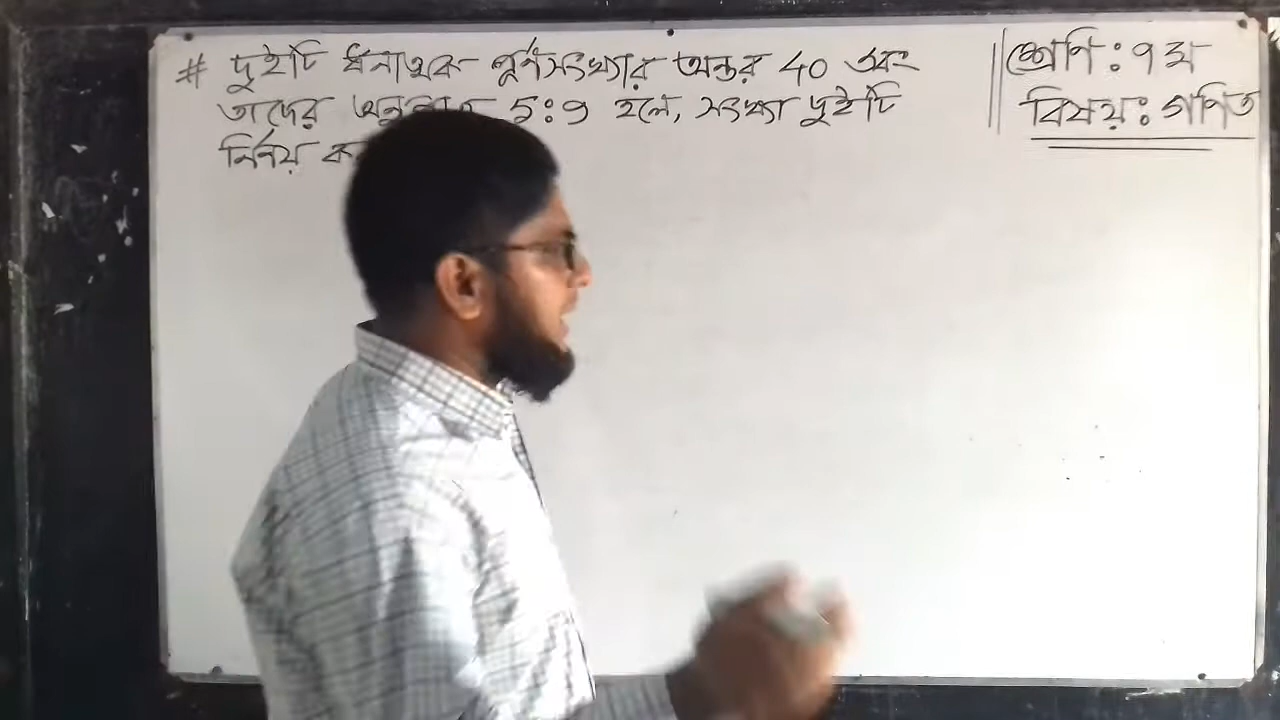 # দুইটি ধনাত্মক পূর্ণসংখ্যার অন্তর 40 এবং
তাদের 5:9 হলে, সংখ্যা দুইটি
নির্ণয়
শ্রেণি: ৭ম
বিষয়: গণিত